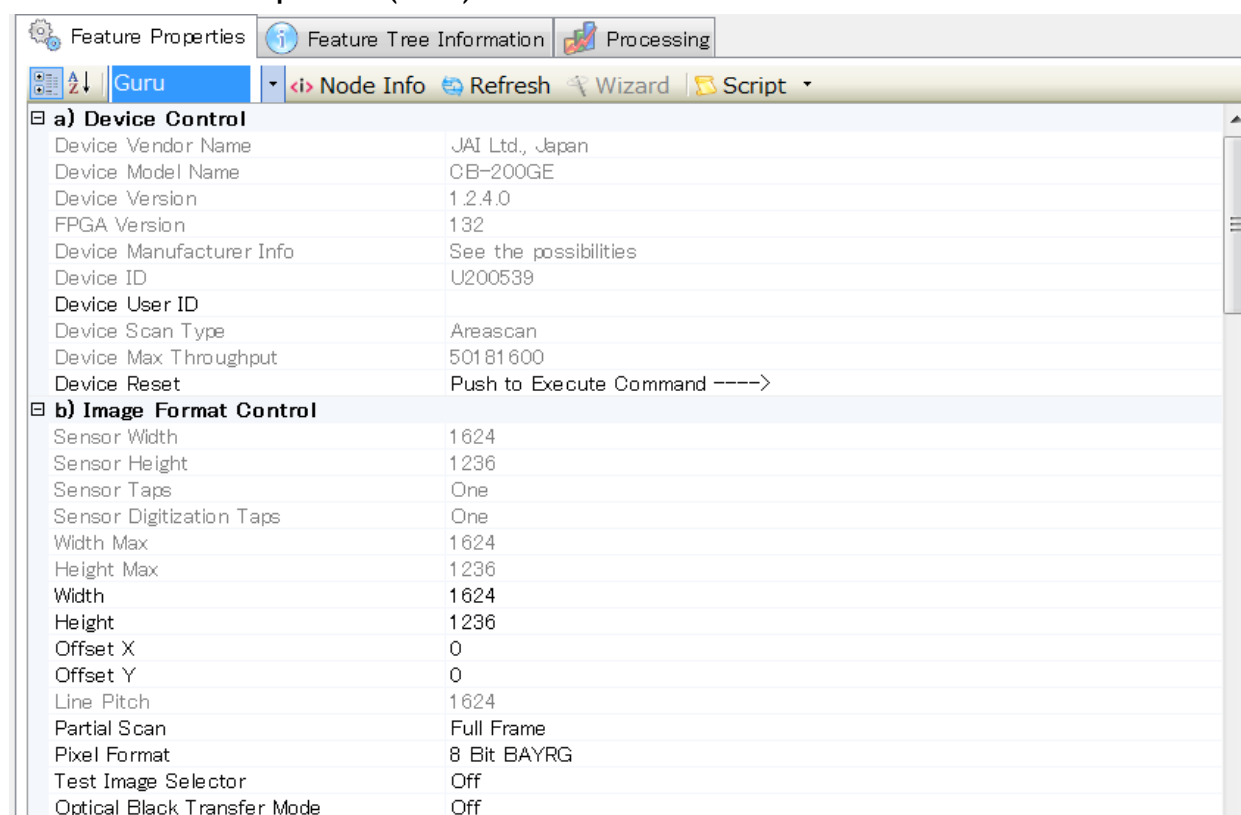 Feature Properties Feature Tree Information Processing
Guru <i> Node Info Refresh Wizard Script
a) Device Control
Device Vendor Name JAI Ltd., Japan
Device Model Name CB-200GE
Device Version 1.2.4.0
FPGA Version 132
Device Manufacturer Info See the possibilities
Device ID U200539
Device User ID
Device Scan Type Areascan
Device Max Throughput 50181600
Device Reset Push to Execute Command ---->
b) Image Format Control
Sensor Width 1624
Sensor Height 1236
Sensor Taps One
Sensor Digitization Taps One
Width Max 1624
Height Max 1236
Width 1624
Height 1236
Offset X 0
Offset Y 0
Line Pitch 1624
Partial Scan Full Frame
Pixel Format 8 Bit BAYRG
Test Image Selector Off
Optical Black Transfer Mode Off